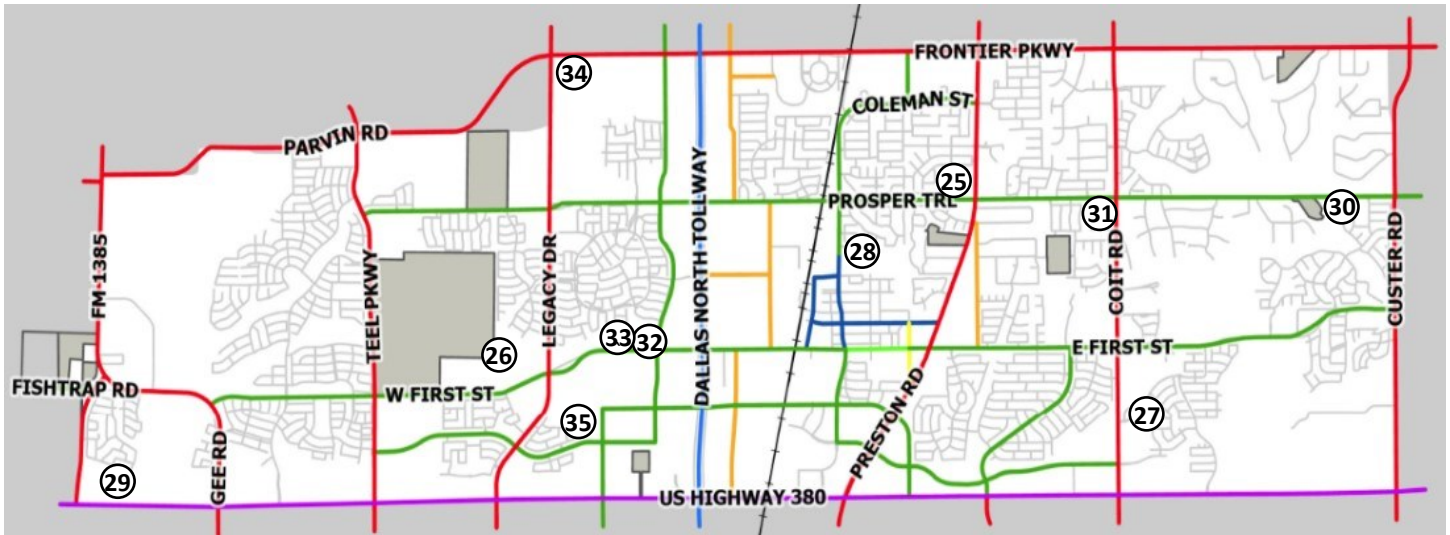 34
FRONTIER PKWY
COLEMAN ST
PARVIN RD
25
PROSPER TRL
31
30
28
FM 1385
TEEL PKWY
LEGACY DR
DALLAS NORTH TOLLWAY
COIT RD
CUSTER RD
33
32
26
E FIRST ST
FISHTRAP RD
W FIRST ST
35
27
PRESTON RD
GEE RD
29
US HIGHWAY 380